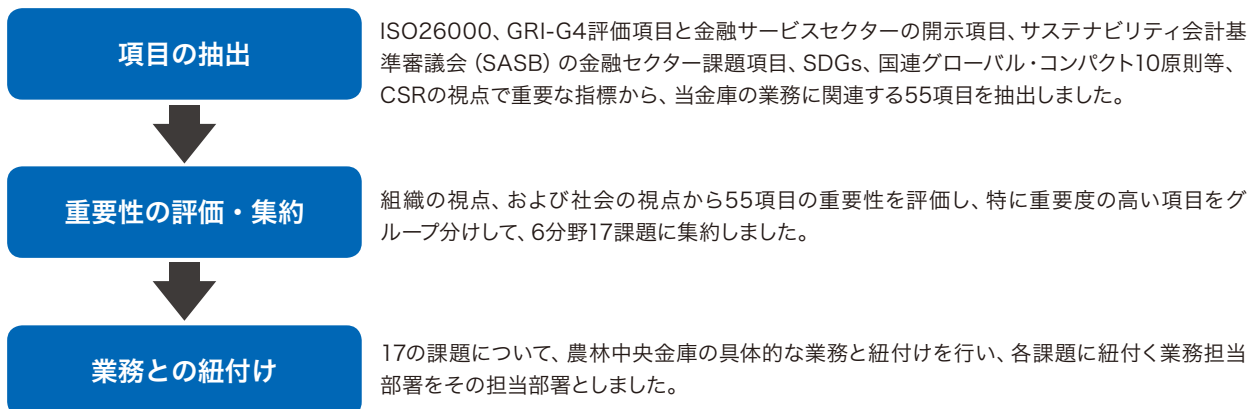 項目の抽出
ISO26000、GRI-G4評価項目と金融サービスセクターの開示項目、サステナビリティ会計基
準審議会（SASB）の金融セクター課題項目、SDGs、国連グローバル・コンパクト10原則等、
CSRの視点で重要な指標から、当金庫の業務に関連する55項目を抽出しました。
重要性の評価・集約
組織の視点、および社会の視点から55項目の重要性を評価し、特に重要度の高い項目をグ
ループ分けして、6分野17課題に集約しました。
業務との紐付け
17の課題について、農林中央金庫の具体的な業務と紐付けを行い、各課題に紐付く業務担当
部署をその担当部署としました。